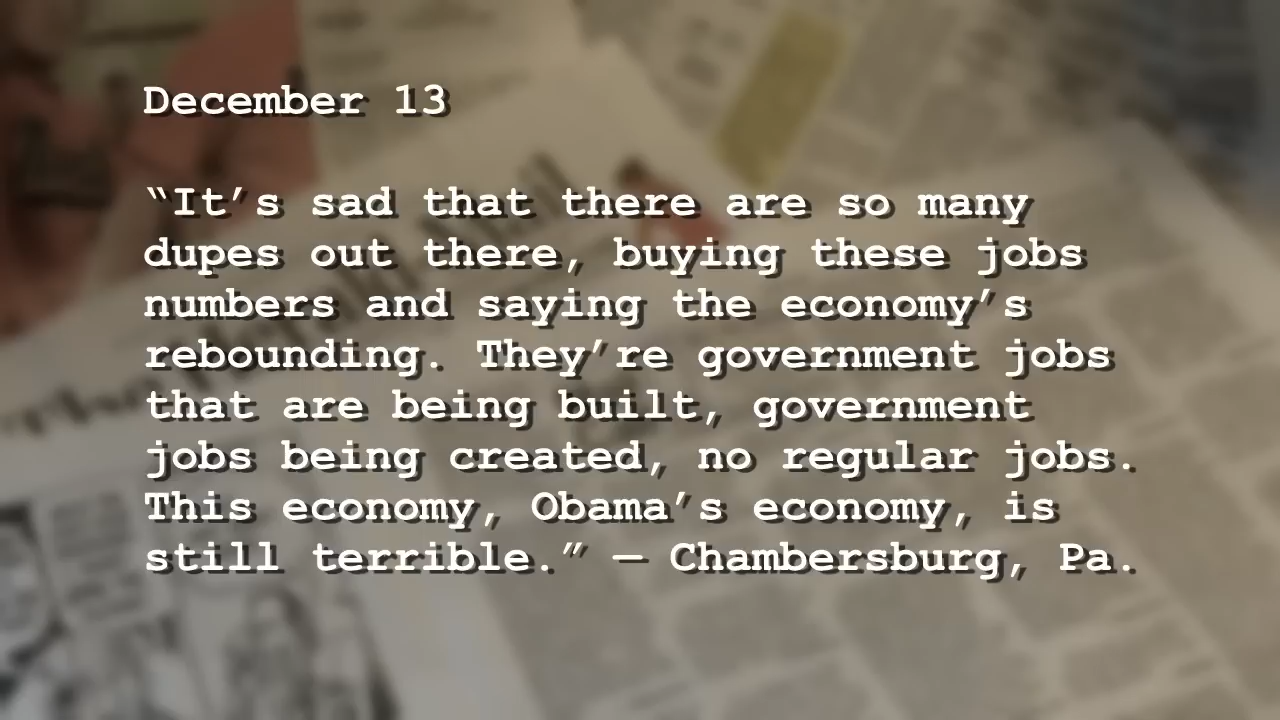 December 13
“It’s sad that there are so many
dupes out there, buying these jobs
numbers and saying the economy’s
rebounding. They’re government jobs
that are being built, government
jobs being created, no regular jobs.
This economy, Obama’s economy, is
still terrible.” — Chambersburg, Pa.